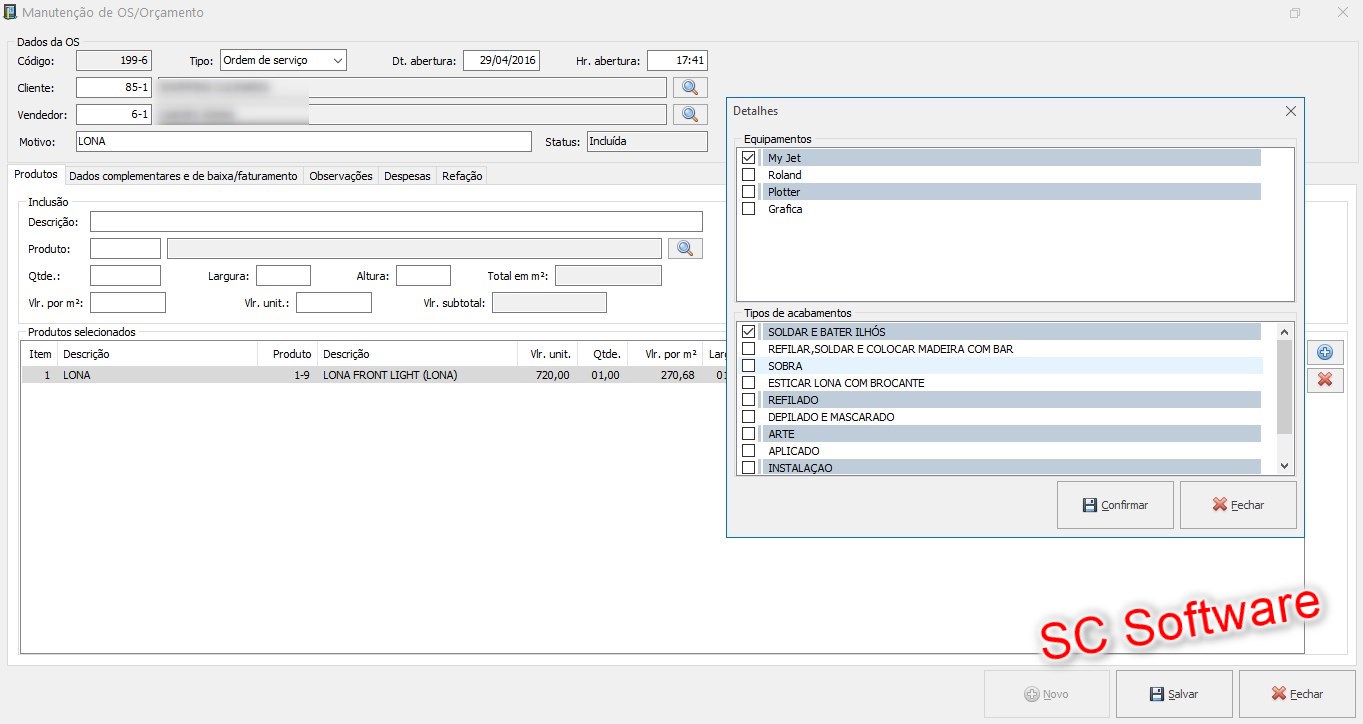 Manutenção de OS/Orçamento
Dados da OS
Código: 199-6 Tipo: Ordem de serviço Dt. abertura: 29/04/2016 Hr. abertura: 17:41
Cliente: 85-1
Vendedor: 6-1
Motivo: LONA Status: Incluída
Produtos Dados complementares e de baixa/faturamento Observações Despesas Refação
Inclusão
Descrição:
Produto:
Qtde.: Largura: Altura: Total em m²:
Vlr. por m²: Vlr. unit.: Vlr. subtotal:
Produtos selecionados
Item Descrição Produto Descrição Vlr. unit. Qtde. Vlr. por m² Larg
1 LONA 1-9 LONA FRONT LIGHT (LONA) 720,00 01,00 270,68 01
Detalhes
Equipamentos
My Jet
Roland
Plotter
Grafica
Tipos de acabamentos
SOLDAR E BATER ILHÓS
REFILAR,SOLDAR E COLOCAR MADEIRA COM BAR
SOBRA
ESTICAR LONA COM BROCANTE
REFILADO
DEPILADO E MASCARADO
ARTE
APLICADO
INSTALAÇAO
Confirmar Fechar
SC Software
Novo Salvar Fechar